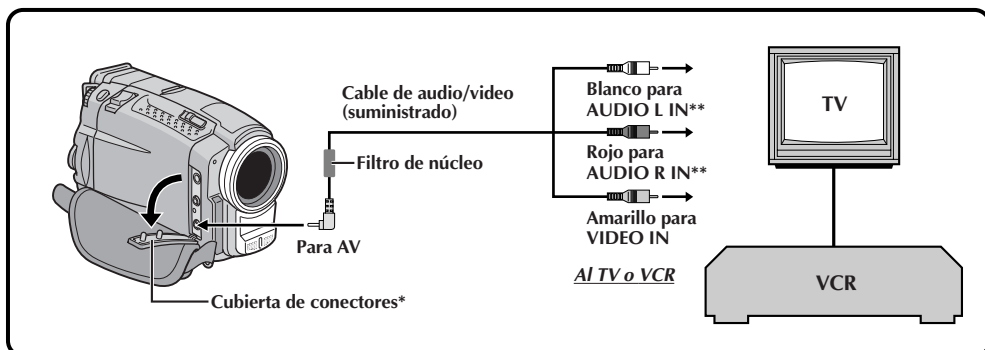 Cable de audio/video
(suministrado)
Filtro de núcleo
Para AV
Cubierta de conectores*
Blanco para
AUDIO L IN**
Rojo para
AUDIO R IN**
Amarillo para
VIDEO IN
Al TV o VCR
TV
VCR